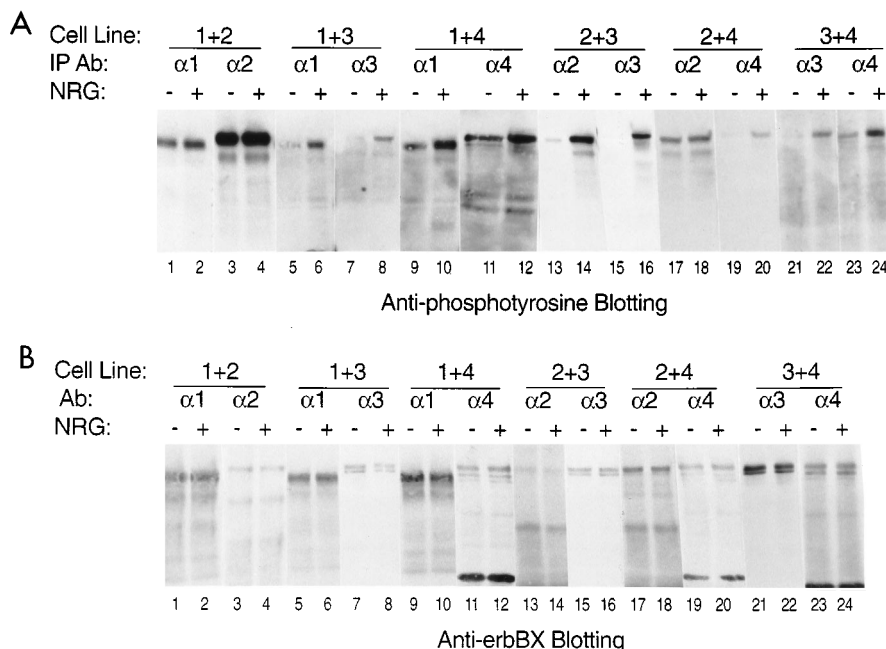 A
Cell Line: 1+2 1+3 1+4 2+3 2+4 3+4
IP Ab: α1 α2 α1 α3 α1 α4 α2 α3 α2 α4 α3 α4
NRG: - + - + - + - + - + - + - + - + - + - + - + - +
1 2 3 4 5 6 7 8 9 10 11 12 13 14 15 16 17 18 19 20 21 22 23 24
Anti-phosphotyrosine Blotting
B
Cell Line: 1+2 1+3 1+4 2+3 2+4 3+4
Ab: α1 α2 α1 α3 α1 α4 α2 α3 α2 α4 α3 α4
NRG: - + - + - + - + - + - + - + - + - + - + - + - +
1 2 3 4 5 6 7 8 9 10 11 12 13 14 15 16 17 18 19 20 21 22 23 24
Anti-erbBX Blotting